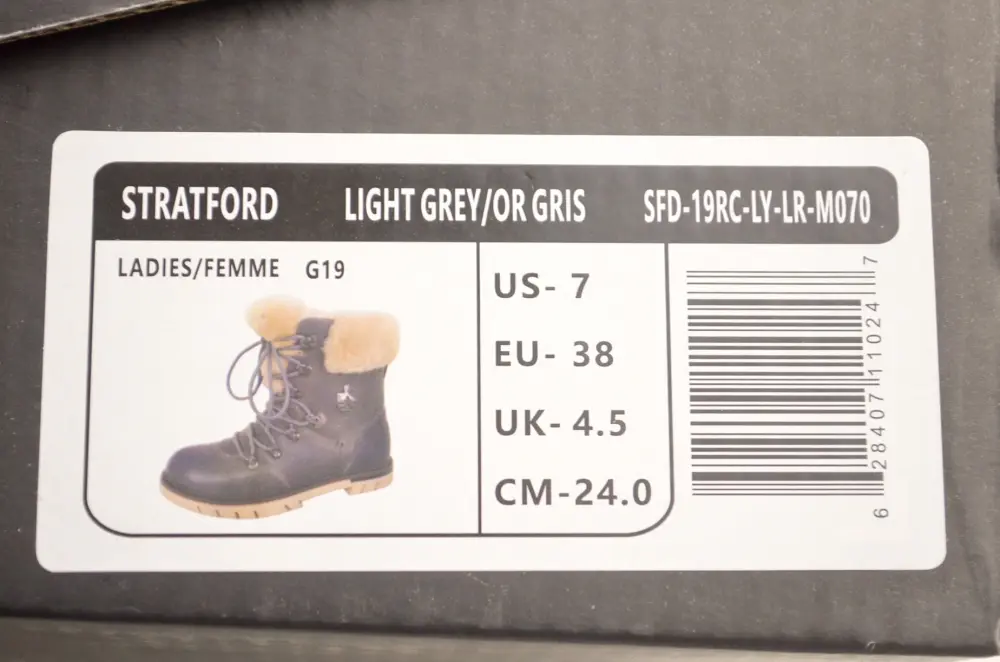 STRATFORD LIGHT GREY/OR GRIS SFD-19RC-LY-LR-M070
LADIES/FEMME G19
US- 7
EU- 38
UK- 4.5
CM-24.0
6 28407 11024 7